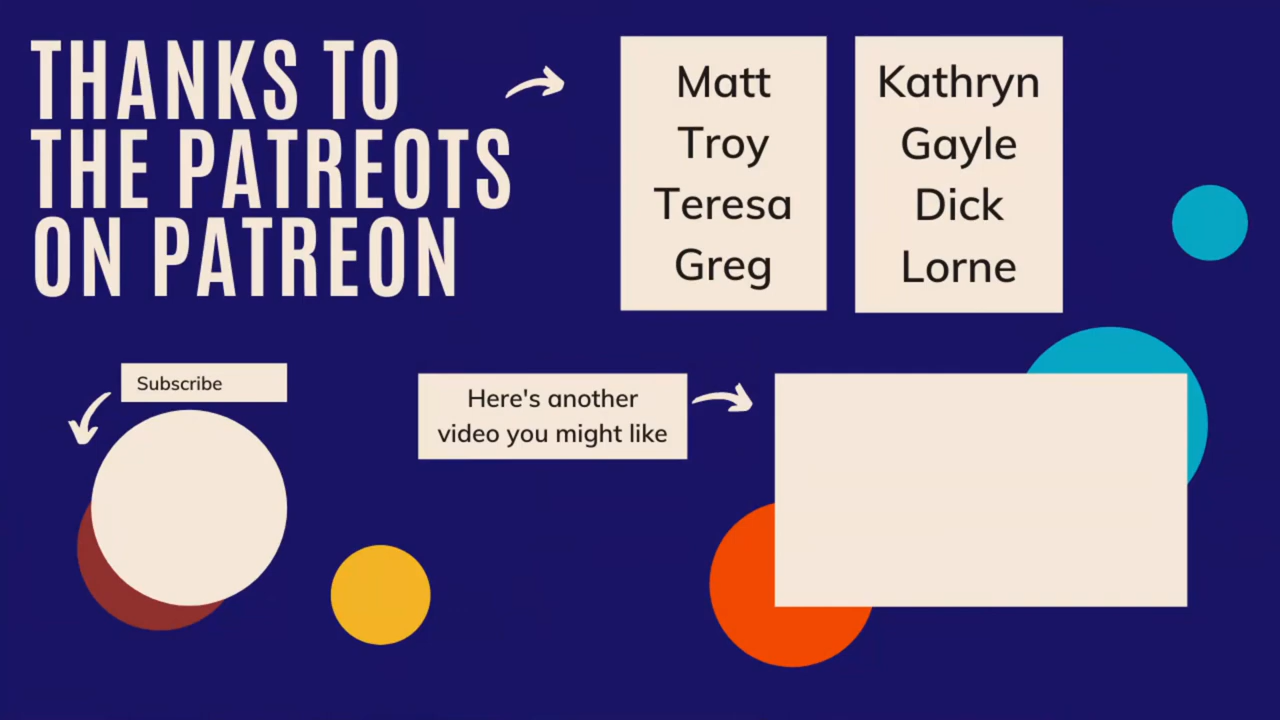 THANKS TO
THE PATREOTS
ON PATREON
Matt
Troy
Teresa
Greg
Kathryn
Gayle
Dick
Lorne
Subscribe
Here's another
video you might like